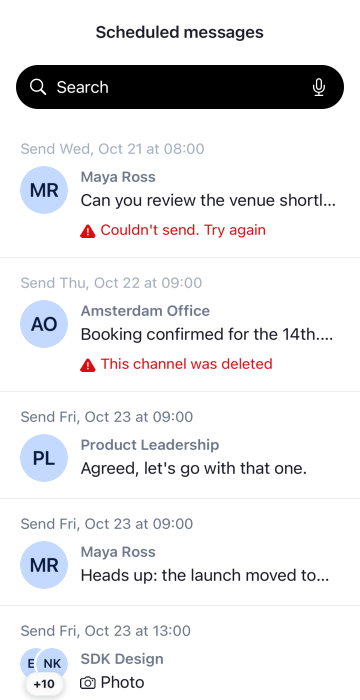 Scheduled messages
Search
Send Wed, Oct 21 at 08:00
MR
Maya Ross
Can you review the venue shortl...
Couldn't send. Try again
Send Thu, Oct 22 at 09:00
AO
Amsterdam Office
Booking confirmed for the 14th....
This channel was deleted
Send Fri, Oct 23 at 09:00
PL
Product Leadership
Agreed, let's go with that one.
Send Fri, Oct 23 at 09:00
MR
Maya Ross
Heads up: the launch moved to...
Send Fri, Oct 23 at 13:00
NK
+10
SDK Design
Photo